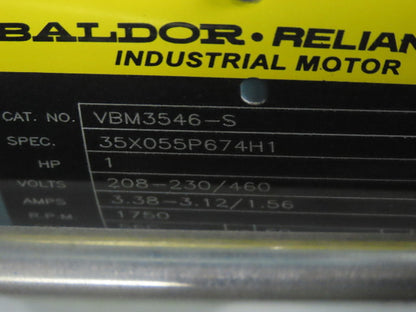 BALDOR·RELIAN
INDUSTRIAL MOTOR
CAT. NO. VBM3546-S
SPEC. 35X055P674H1
HP 1
VOLTS 208-230/460
AMPS 3.38-3.12/1.56
R.P.M 1750